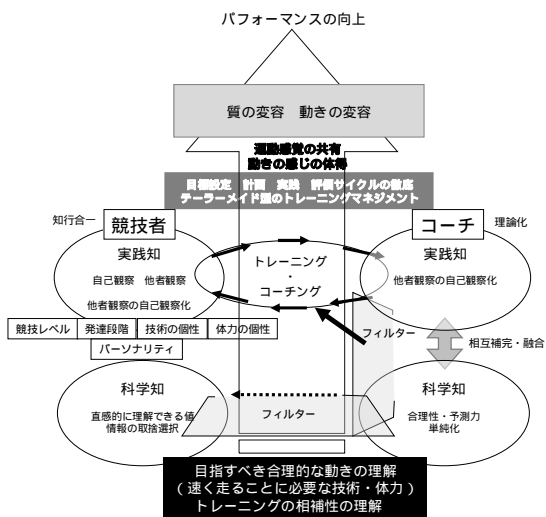 パフォーマンスの向上
質の変容　動きの変容
運動感覚の共有
動きの感じの体得
目標設定　計画　実践　評価サイクルの徹底
テーラーメイド型のトレーニングマネジメント
知行合一
競技者
コーチ
理論化
実践知
自己観察　他者観察
他者観察の自己観察化
トレーニング
・
コーチング
実践知
他者観察の自己観察化
競技レベル
発達段階
技術の個性
体力の個性
パーソナリティ
フィルター
相互補完・融合
科学知
直感的に理解できる値
情報の取捨選択
フィルター
科学知
合理性・予測力
単純化
目指すべき合理的な動きの理解
（速く走ることに必要な技術・体力）
トレーニングの相補性の理解